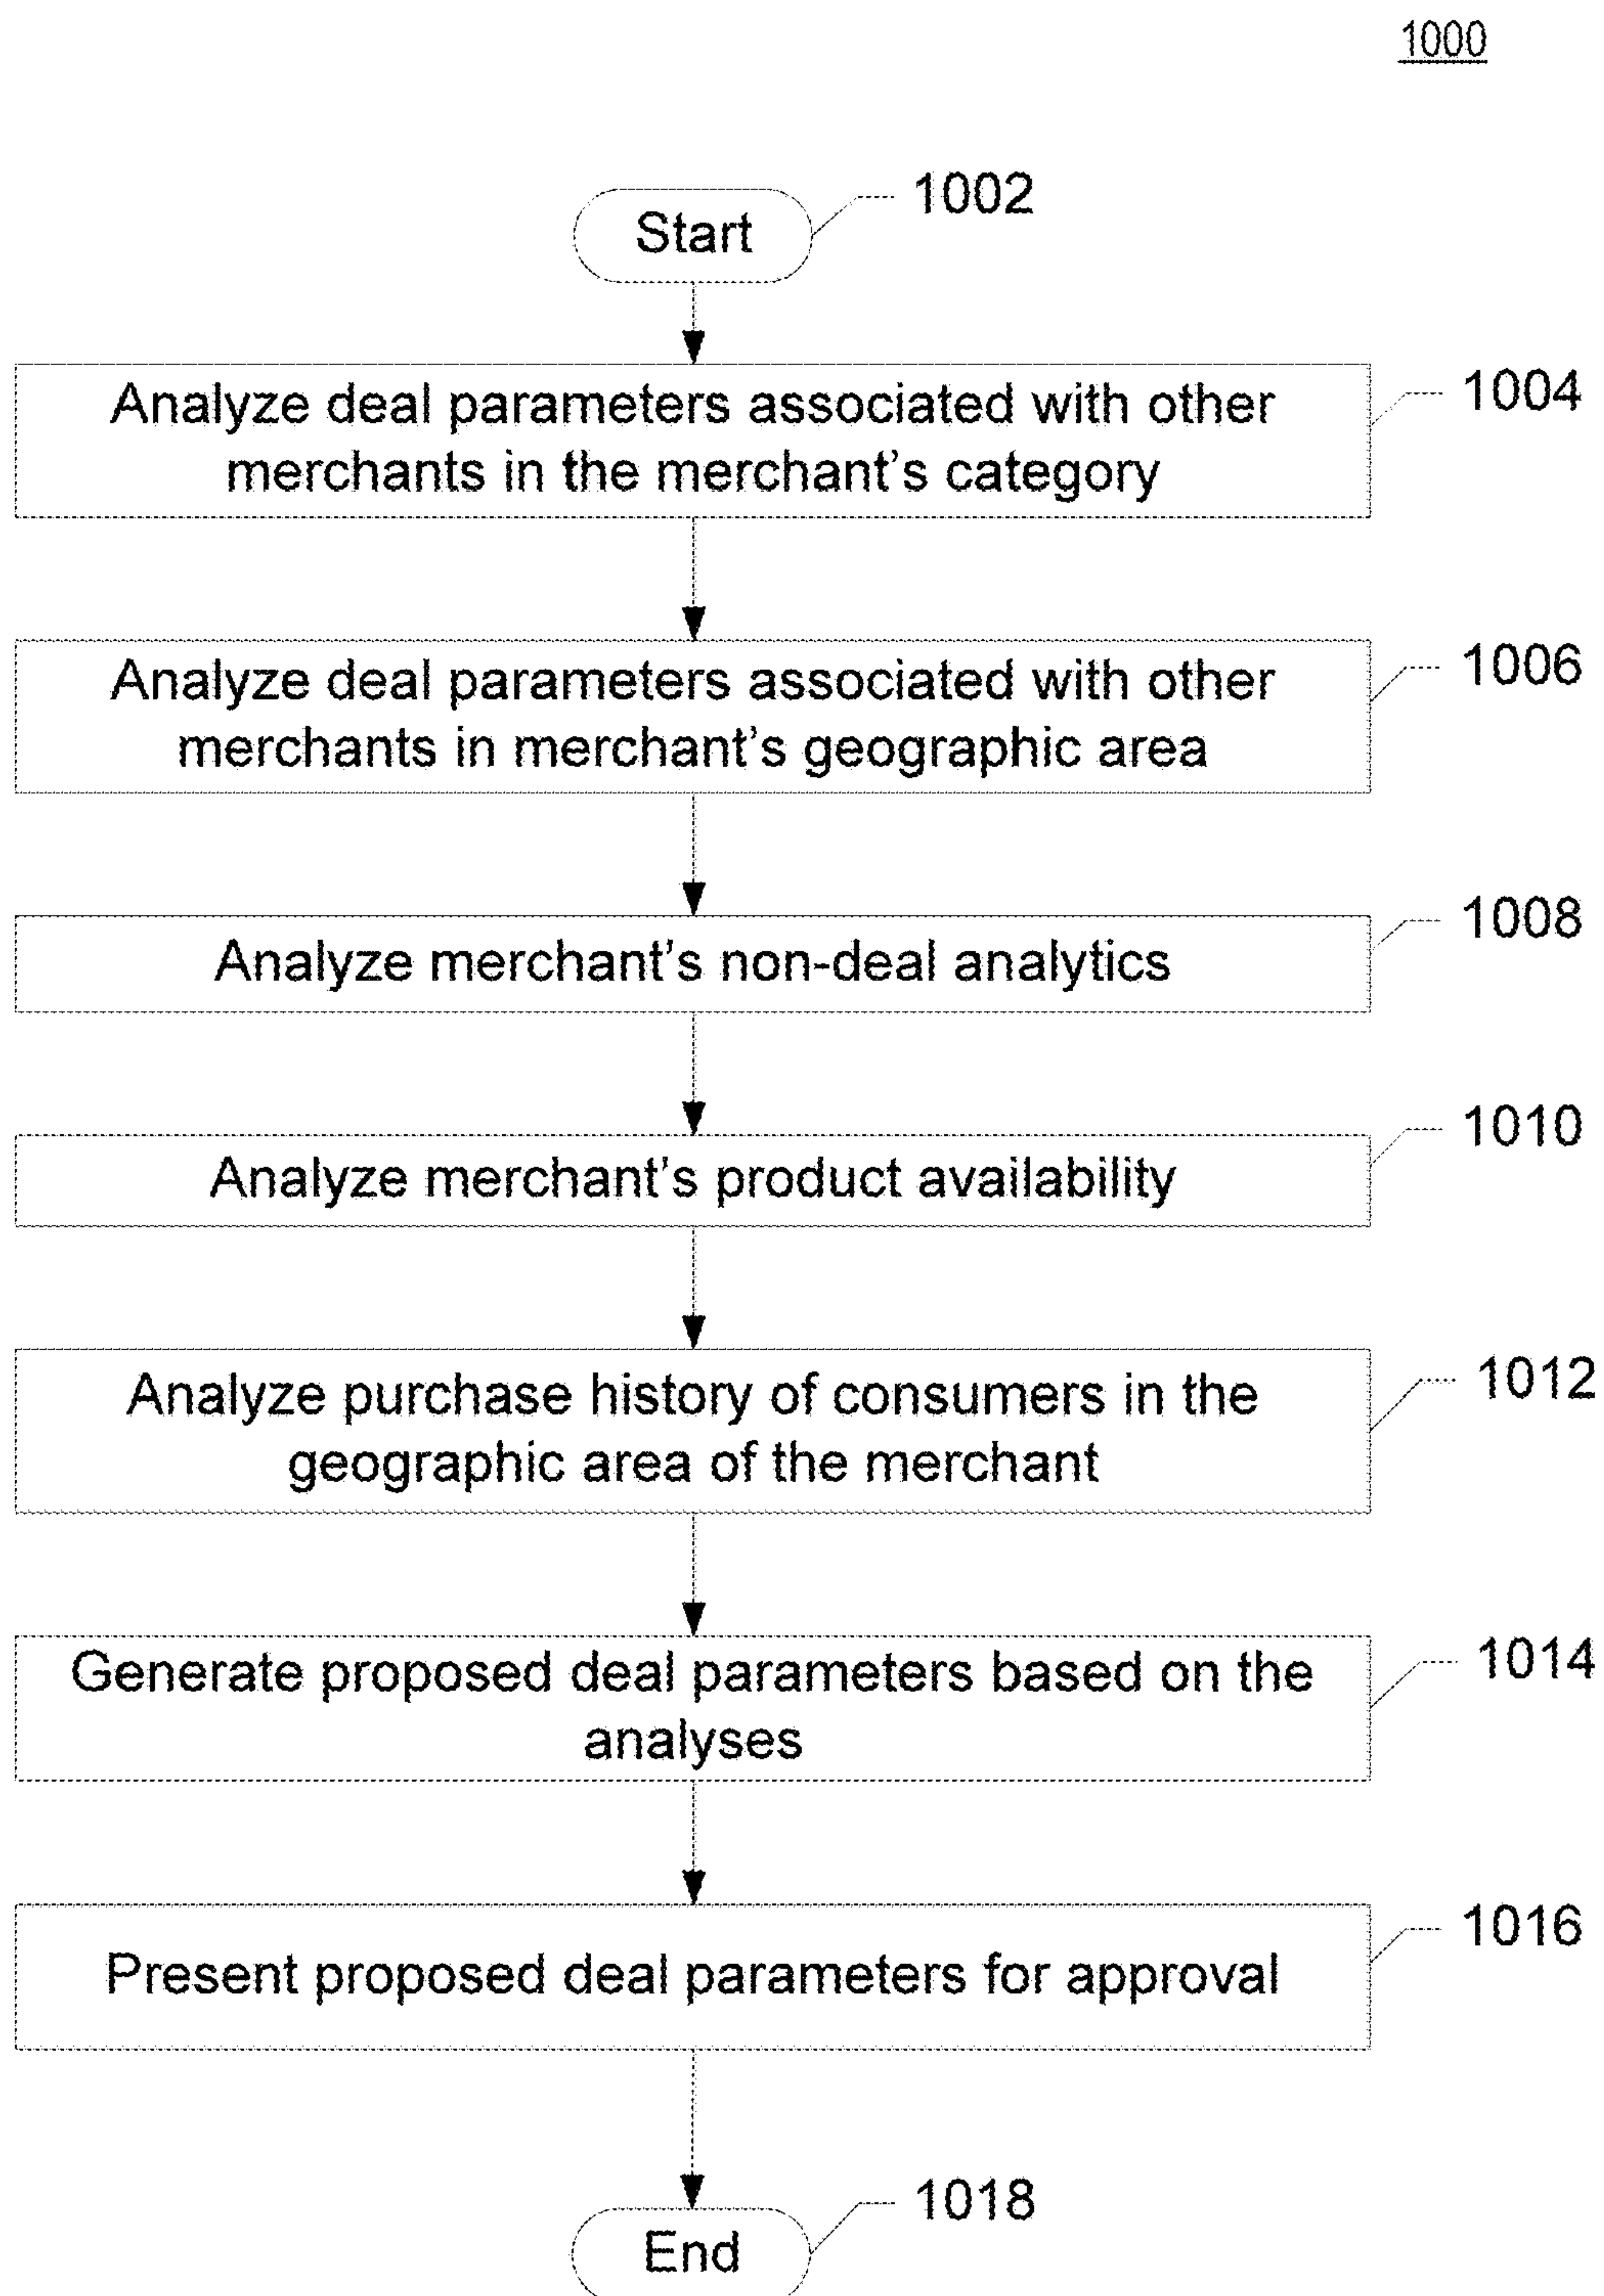 1000
Start
1002
Analyze deal parameters associated with other
merchants in the merchant's category
1004
Analyze deal parameters associated with other
merchants in merchant's geographic area
1006
Analyze merchant's non-deal analytics
1008
Analyze merchant's product availability
1010
Analyze purchase history of consumers in the
geographic area of the merchant
1012
Generate proposed deal parameters based on the
analyses
1014
Present proposed deal parameters for approval
1016
End
1018